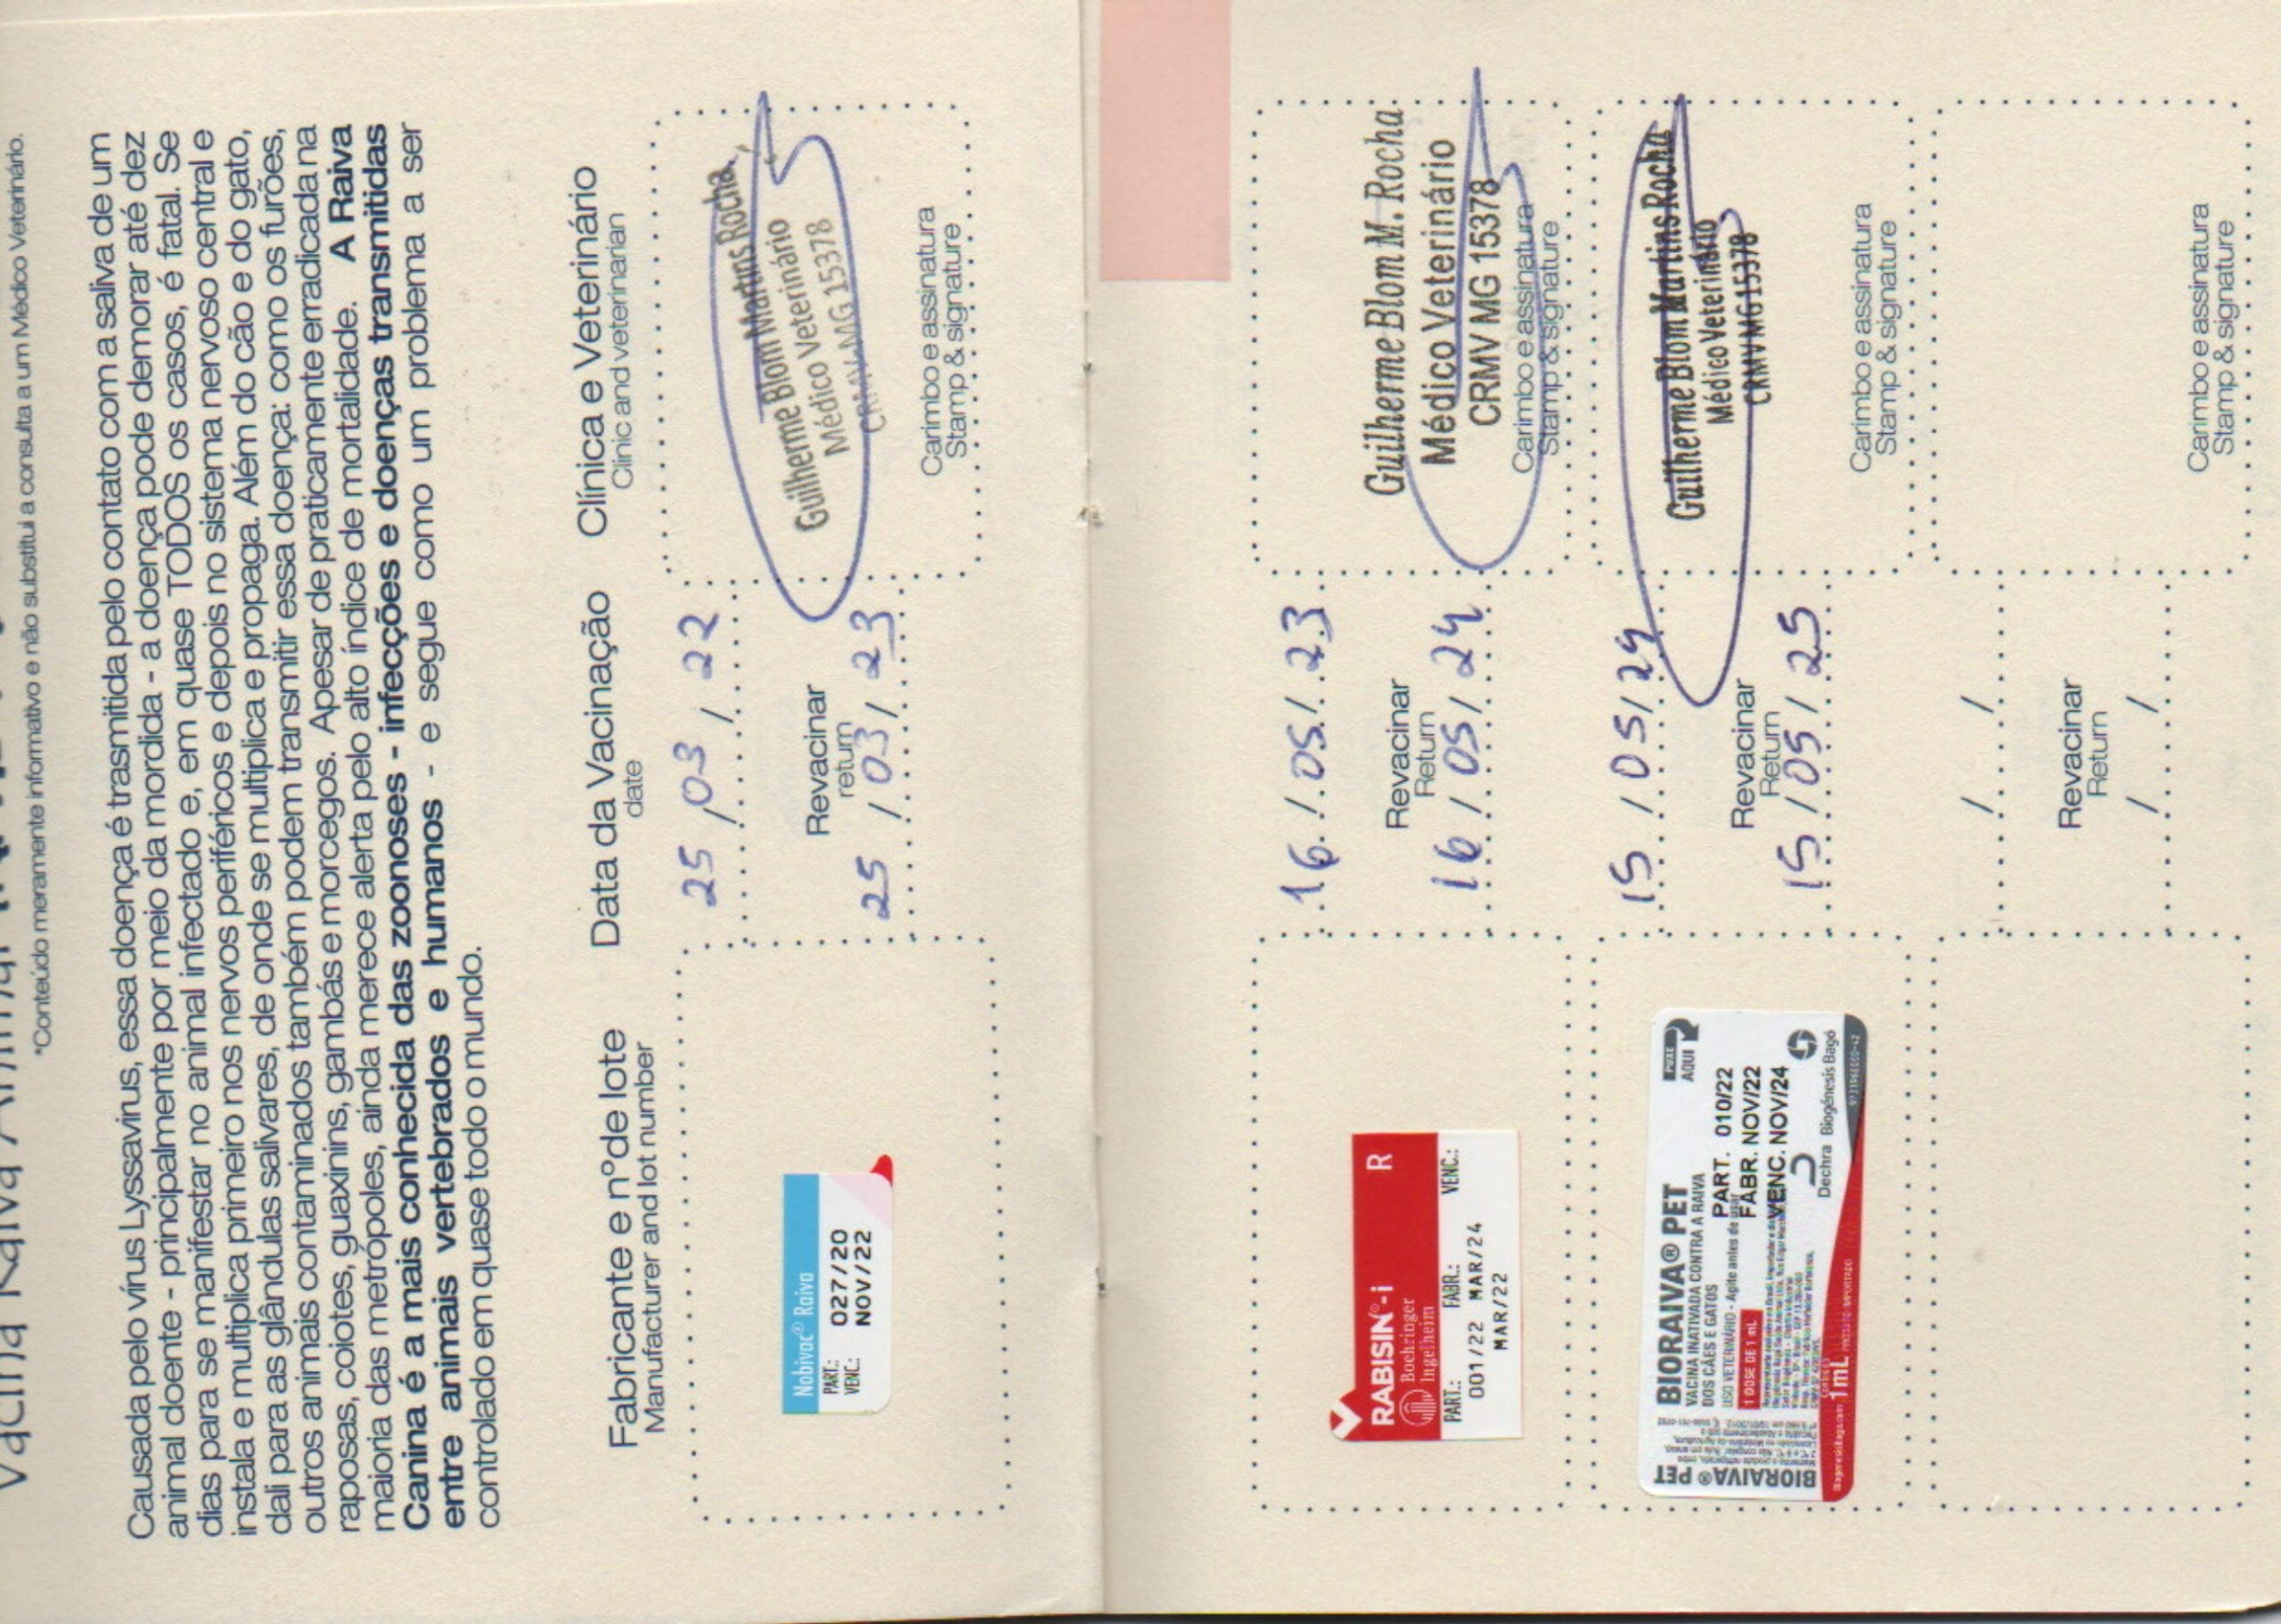 Vacina Raiva Animal
*Conteúdo meramente informativo e não substitui a consulta a um Médico Veterinário.
Causada pelo vírus Lyssavirus, essa doença é trasmitida pelo contato com a saliva de um
animal doente - principalmente por meio da mordida - a doença pode demorar até dez
dias para se manifestar no animal infectado e, em quase TODOS os casos, é fatal. Se
instala e multiplica primeiro nos nervos periféricos e depois no sistema nervoso central e
dali para as glândulas salivares, de onde se multiplica e propaga. Além do cão e do gato,
outros animais contaminados também podem transmitir essa doença: como os furões,
raposas, coiotes, guaxinins, gambás e morcegos. Apesar de praticamente erradicada na
maioria das metrópoles, ainda merece alerta pelo alto índice de mortalidade. A Raiva
Canina é a mais conhecida das zoonoses - infecções e doenças transmitidas
entre animais vertebrados e humanos - e segue como um problema a ser
controlado em quase todo o mundo.
Fabricante e nºde lote
Manufacturer and lot number
Data da Vacinação
date
Clínica e Veterinário
Clinic and veterinarian
Nobivac® Raiva
PART.: 027/20
VENC.: NOV/22
25/03/22
Revacinar
return
25/03/23
Guilherme Blom Martins Rocha
Médico Veterinário
CRMV-MG 15378
Carimbo e assinatura
Stamp & signature
RABISIN®-i R
Boehringer
Ingelheim
PART.: FABR.: VENC.:
001/22 MAR/24
MAR/22
16/05/23
Revacinar
Return
16/05/24
Guilherme Blom M. Rocha
Médico Veterinário
CRMV MG 15378
Carimbo e assinatura
Stamp & signature
BIORAIVA® PET
BIORAIVA® PET
VACINA INATIVADA CONTRA A RAIVA
DOS CÃES E GATOS
USO VETERINÁRIO - Agite antes de usar
1 DOSE DE 1 mL
PUXE
AQUI
PART. 010/22
FABR. NOV/22
VENC. NOV/24
Dechra Biogénesis Bagó
1 mL
15/05/24
Revacinar
Return
15/05/25
Guilherme Blom Martins Rocha
Médico Veterinário
CRMV MG 15378
Carimbo e assinatura
Stamp & signature
/ /
Revacinar
Return
/ /
Carimbo e assinatura
Stamp & signature